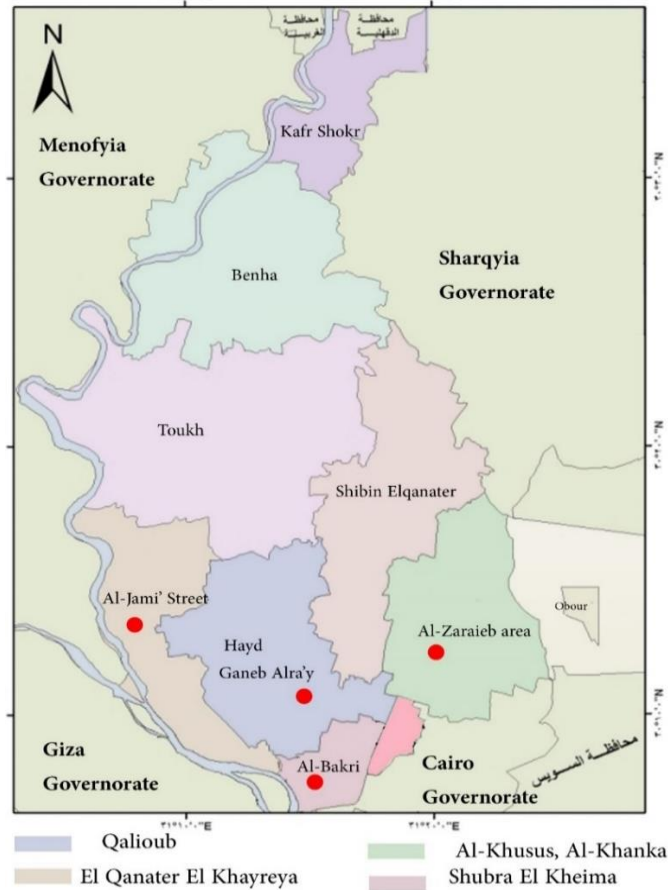 محافظة
الغربية
محافظة
الدقهلية
N
Kafr Shokr
Menofyia
Governorate
Benha
Sharqyia
Governorate
Toukh
Shibin Elqanater
Al-Jami' Street
Obour
Al-Zaraieb area
Hayd
Ganeb Alra'y
Giza
Governorate
Al-Bakri
Cairo
Governorate
محافظة السويس
Qalioub
Al-Khusus, Al-Khanka
El Qanater El Khayreya
Shubra El Kheima